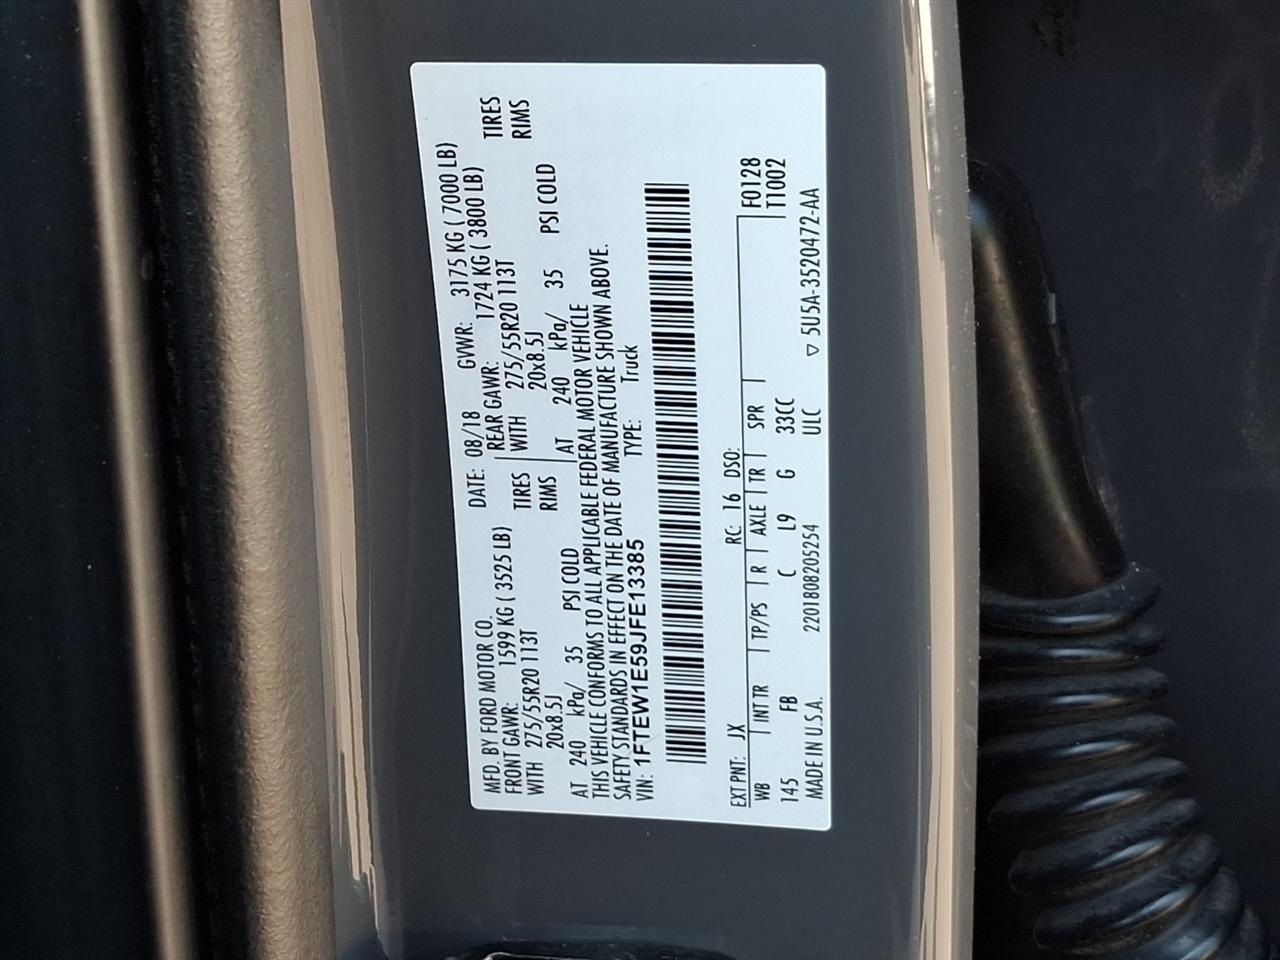 MFD. BY FORD MOTOR CO.
DATE: 08/18 GVWR: 3175 KG ( 7000 LB)
FRONT GAWR: 1599 KG ( 3525 LB) REAR GAWR: 1724 KG ( 3800 LB)
WITH 275/55R20 113T TIRES WITH 275/55R20 113T TIRES
20x8.5J RIMS 20x8.5J RIMS
AT 240 kPa/ 35 PSI COLD AT 240 kPa/ 35 PSI COLD
THIS VEHICLE CONFORMS TO ALL APPLICABLE FEDERAL MOTOR VEHICLE
SAFETY STANDARDS IN EFFECT ON THE DATE OF MANUFACTURE SHOWN ABOVE.
VIN: 1FTEW1E59JFE13385 TYPE: Truck
EXT PNT: JX RC: 16 DSO: F0128
WB INT TR TP/PS R AXLE TR SPR T1002
145 FB C L9 G 33CC
MADE IN U.S.A. 2201808205254 ULC ▽ 5U5A-3520472-AA